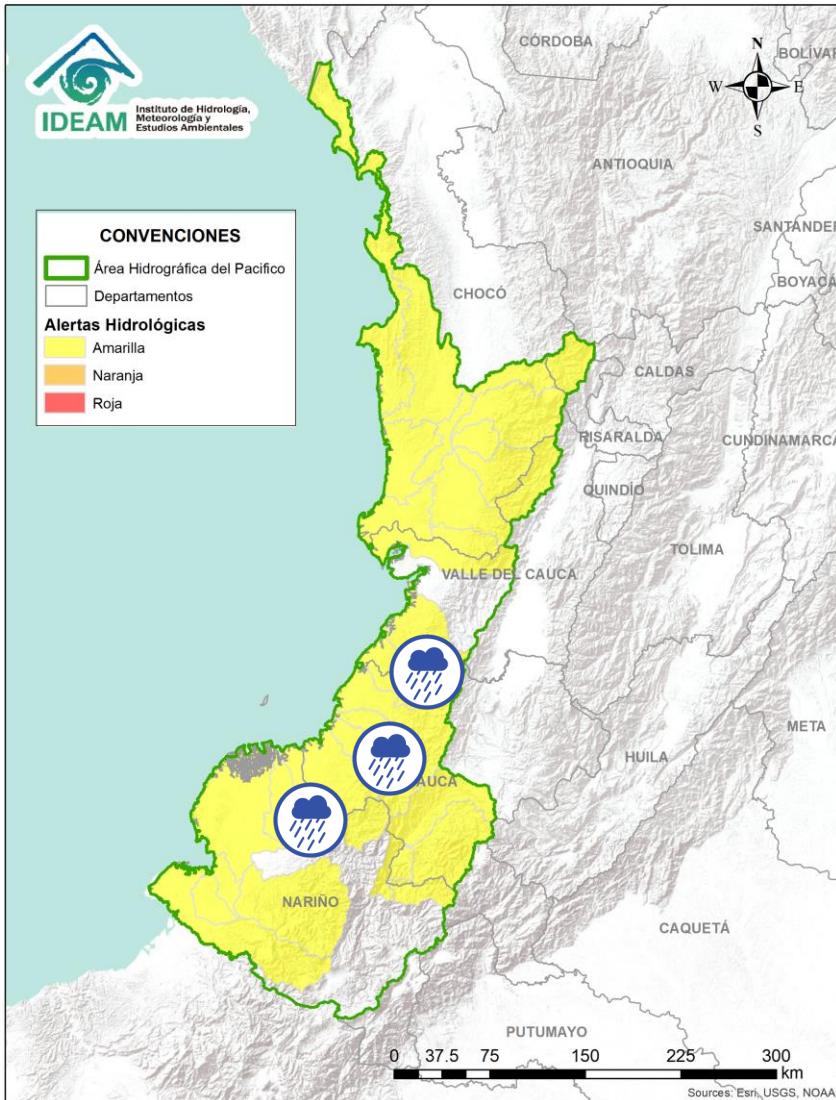 IDEAM
Instituto de Hidrología,
Meteorología y
Estudios Ambientales
CÓRDOBA
BOLÍVAR
N
W
E
S
ANTIOQUIA
SANTANDER
BOYACÁ
CONVENCIONES
Área Hidrográfica del Pacifico
Departamentos
Alertas Hidrológicas
Amarilla
Naranja
Roja
CHOCÓ
CALDAS
RISARALDA
CUNDINAMARCA
QUINDÍO
TOLIMA
VALLE DEL CAUCA
META
HUILA
AUCA
NARIÑO
CAQUETÁ
PUTUMAYO
0 37.5 75 150 225 300
km
Sources: Esri, USGS, NOAA